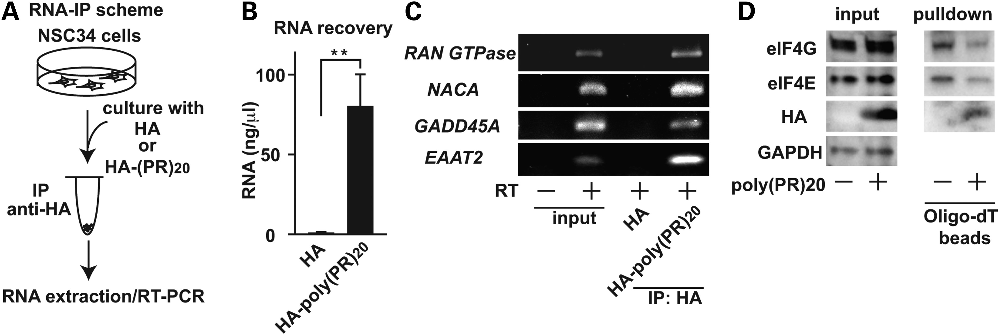 A
RNA-IP scheme
NSC34 cells
culture with
HA
or
HA-(PR)20
IP
anti-HA
RNA extraction/RT-PCR
B
RNA recovery
**
RNA (ng/µl)
100
50
0
HA
HA-poly(PR)20
C
RAN GTPase
NACA
GADD45A
EAAT2
RT − + + +
input
HA
HA-poly(PR)20
IP: HA
D
input pulldown
eIF4G
eIF4E
HA
GAPDH
poly(PR)20 − + − +
Oligo-dT
beads